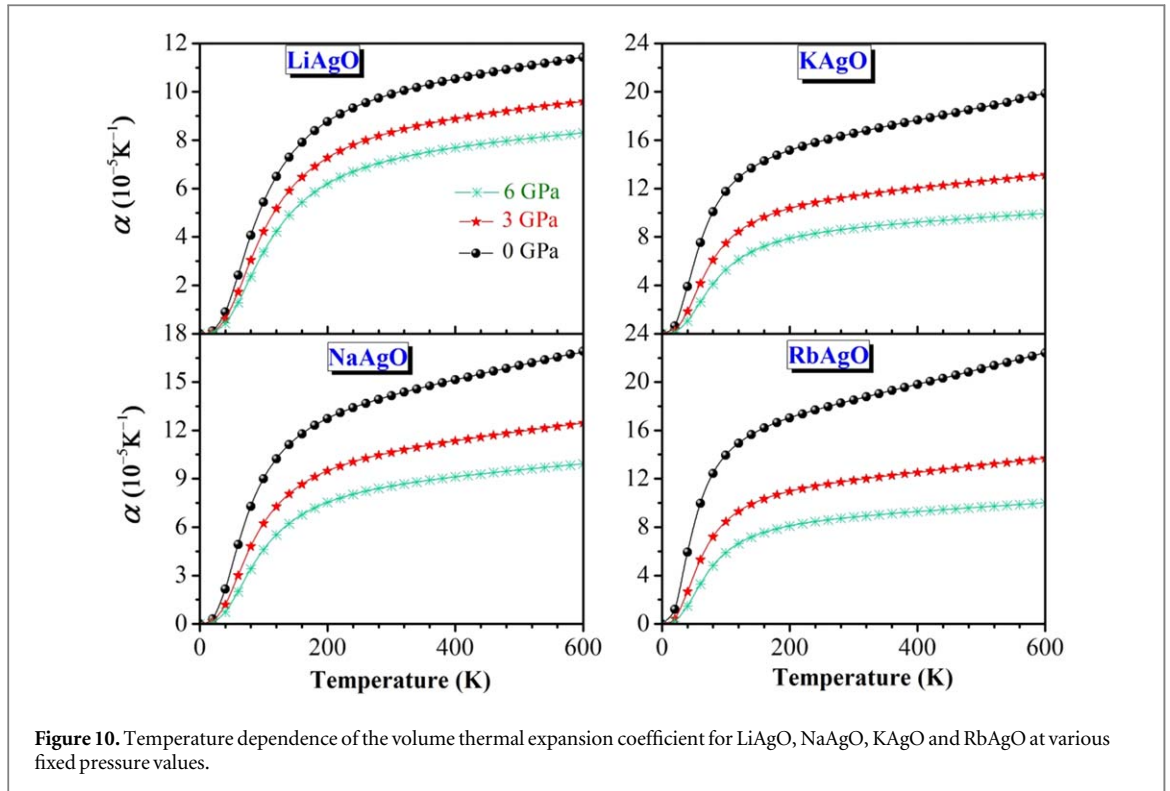 12
10
8
6
4
2
18
α (10⁻⁵K⁻¹)
LiAgO
6 GPa
3 GPa
0 GPa
24
20
16
12
8
4
24
KAgO
15
12
9
6
3
0
α (10⁻⁵K⁻¹)
NaAgO
0 200 400 600
Temperature (K)
20
16
12
8
4
0
RbAgO
0 200 400 600
Temperature (K)
Figure 10. Temperature dependence of the volume thermal expansion coefficient for LiAgO, NaAgO, KAgO and RbAgO at various
fixed pressure values.